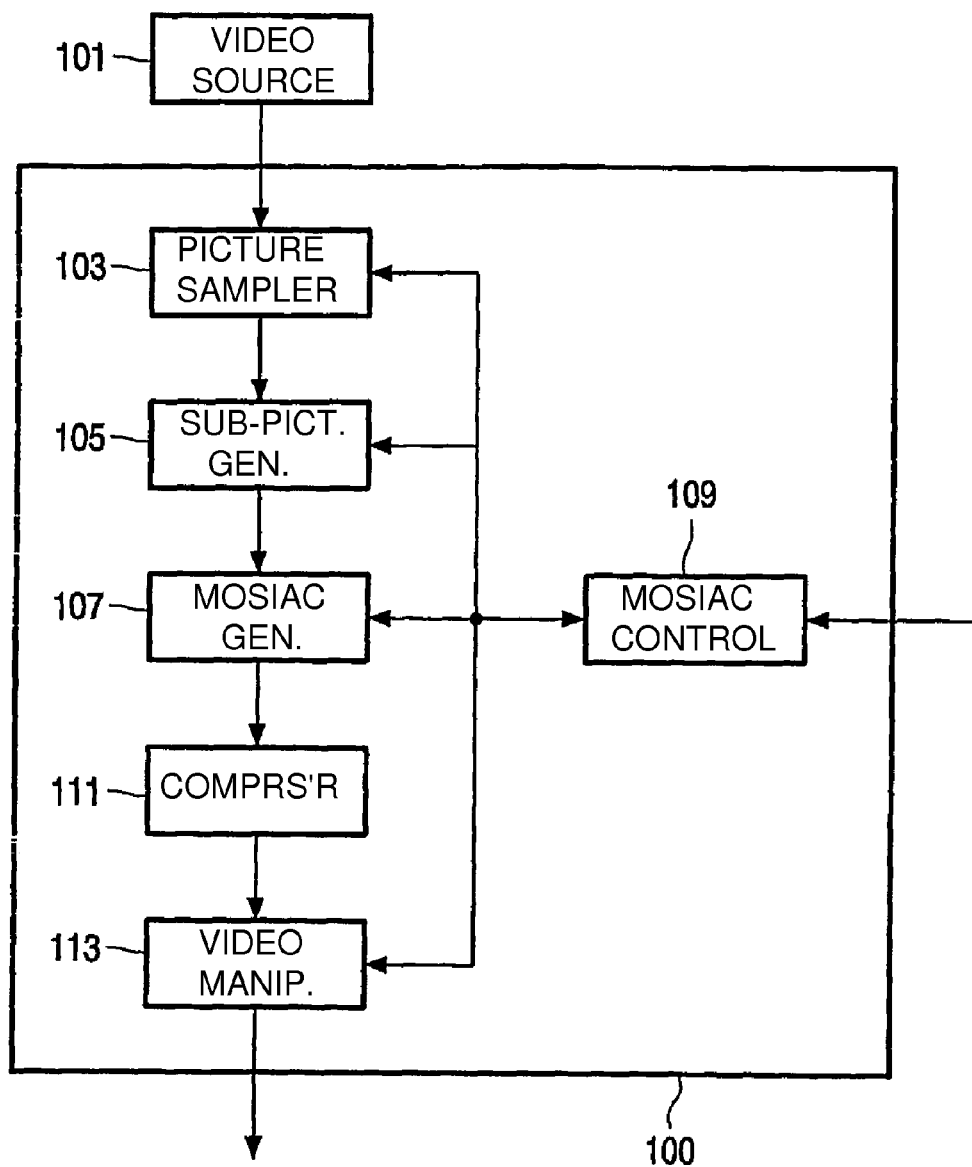 101
VIDEO
SOURCE
103
PICTURE
SAMPLER
105
SUB-PICT.
GEN.
109
107
MOSIAC
GEN.
MOSIAC
CONTROL
111
COMPRS'R
113
VIDEO
MANIP.
100